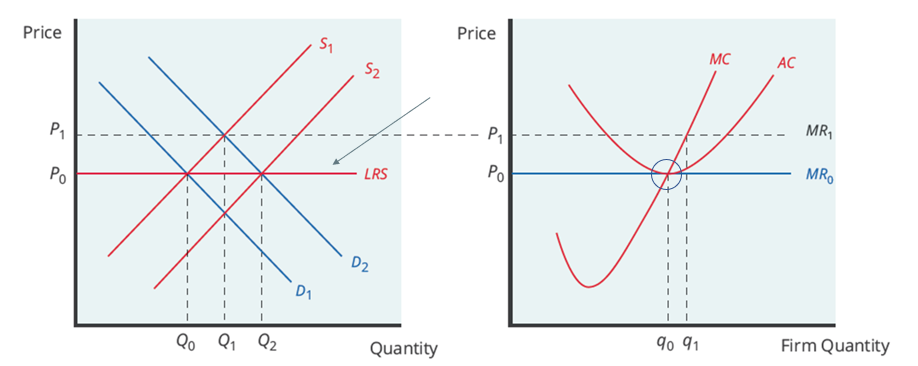 Price
S₁
S₂
P₁
P₀
LRS
D₂
D₁
Q₀ Q₁ Q₂
Quantity
Price
MC
AC
P₁
MR₁
P₀
MR₀
q₀ q₁
Firm Quantity